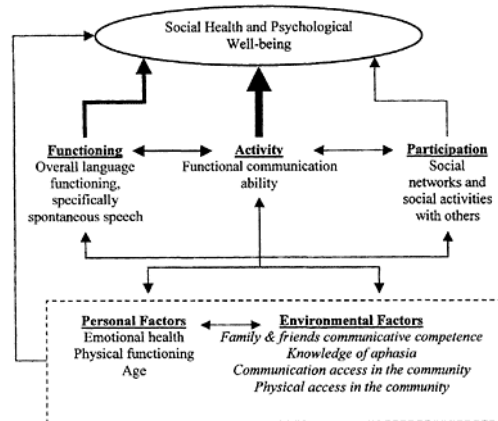 Social Health and Psychological
Well-being
Functioning
Overall language
functioning,
specifically
spontaneous speech
Activity
Functional communication
ability
Participation
Social
networks and
social activities
with others
Personal Factors
Emotional health
Physical functioning
Age
Environmental Factors
Family & friends communicative competence
Knowledge of aphasia
Communication access in the community
Physical access in the community